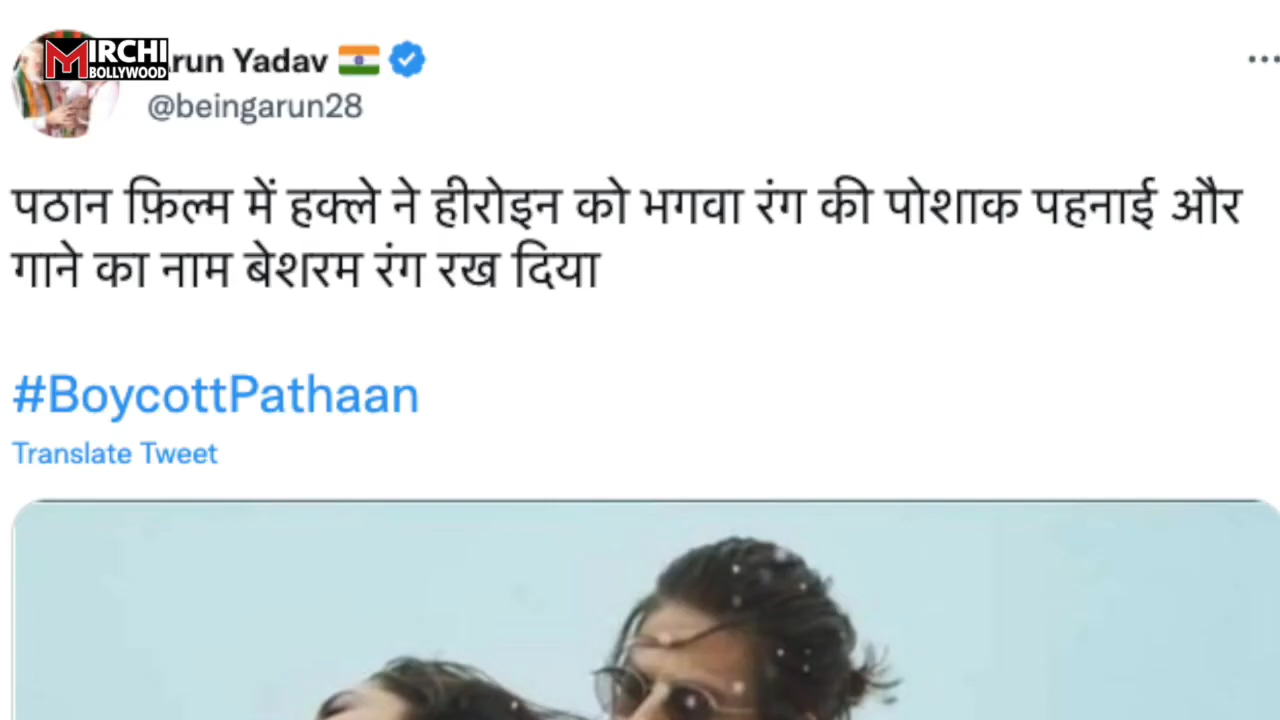 MIRCHI
BOLLYWOOD
run Yadav
@beingarun28
पठान फ़िल्म में हक्ले ने हीरोइन को भगवा रंग की पोशाक पहनाई और
गाने का नाम बेशरम रंग रख दिया
#BoycottPathaan
Translate Tweet